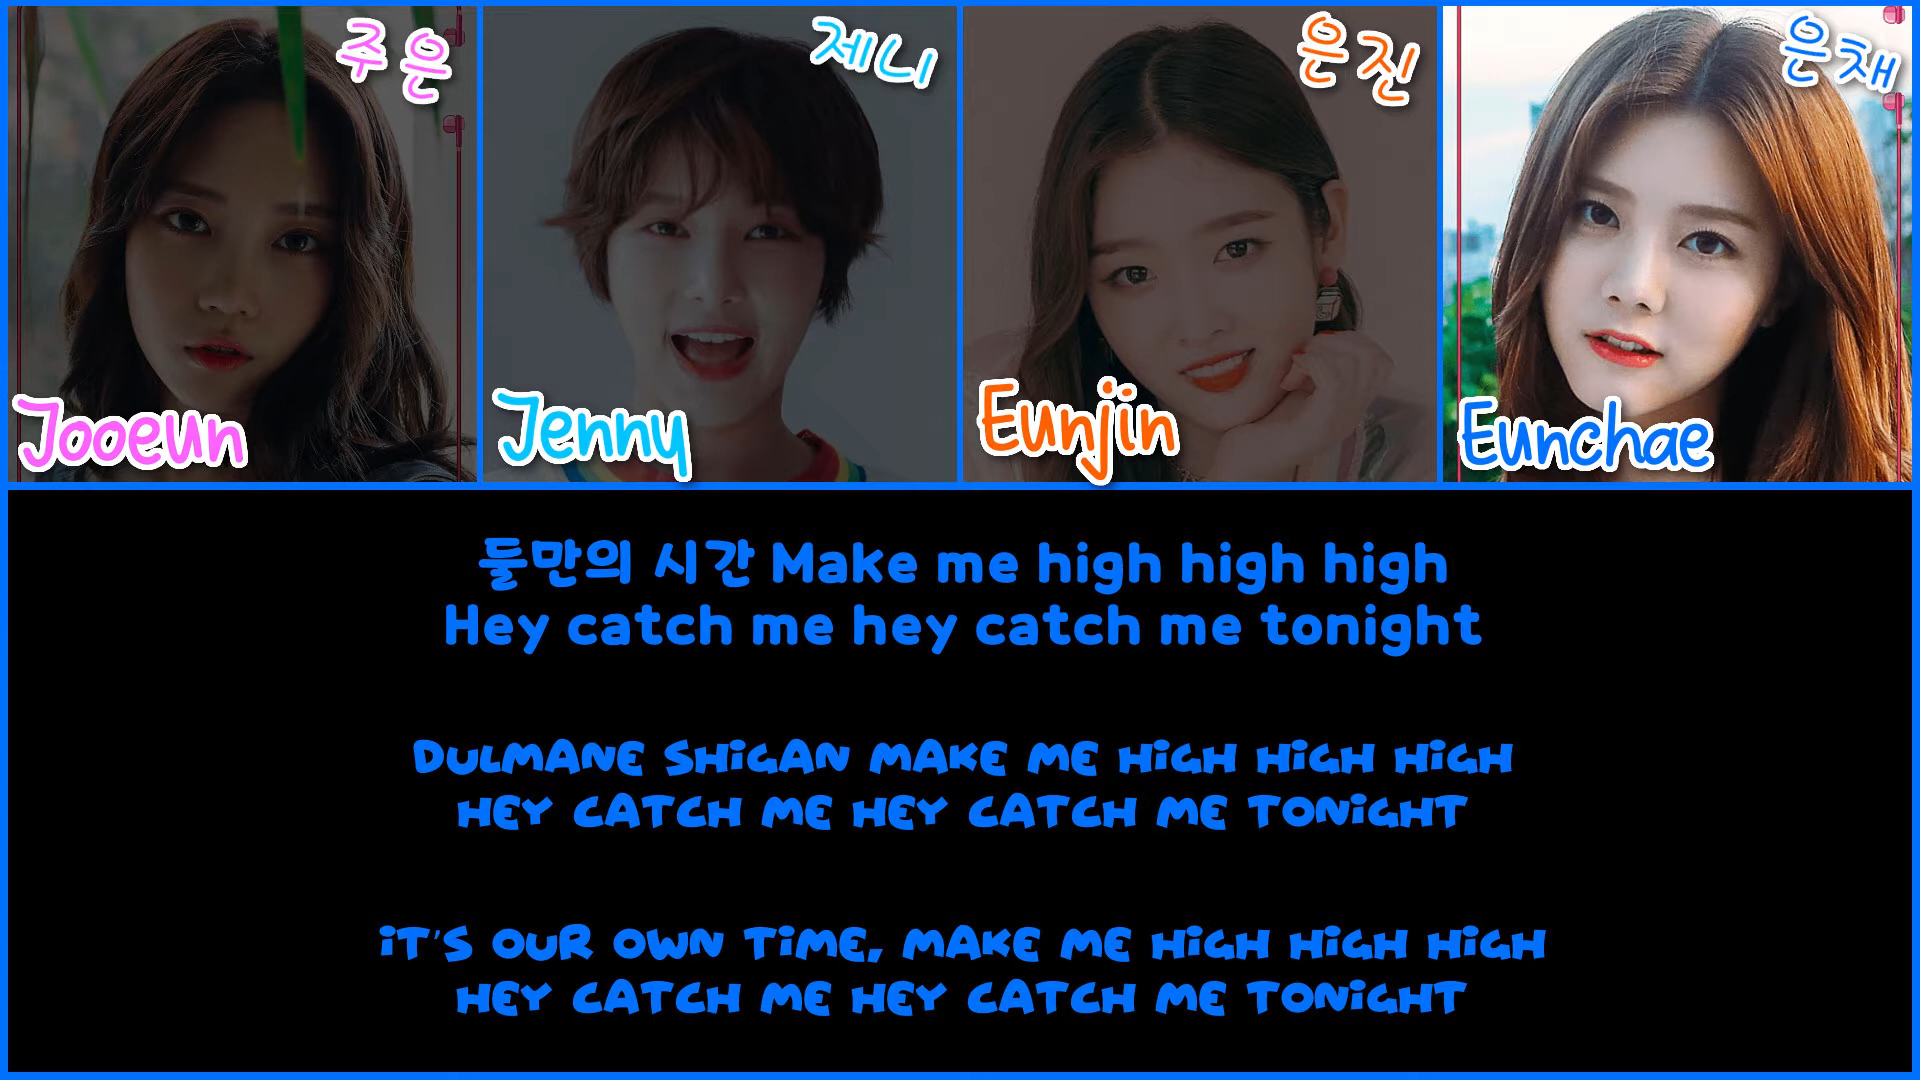 주은
제니
은진
은채
Jooeun
Jenny
Eunjin
Eunchae
둘만의 시간 Make me high high high
Hey catch me hey catch me tonight
DULMANE SHiGAN MAKE ME HiGH HiGH HiGH
HEY CATCH ME HEY CATCH ME TONiGHT
iT'S OUR OWN TiME, MAKE ME HiGH HiGH HiGH
HEY CATCH ME HEY CATCH ME TONiGHT